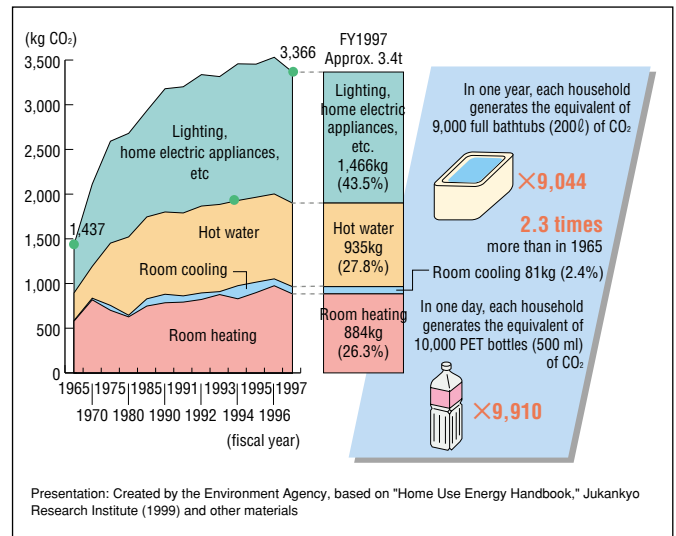 (kg CO₂)
3,500
3,000
2,500
2,000
1,500
1,000
500
0
3,366
1,437
Lighting,
home electric appliances,
etc
Hot water
Room cooling
Room heating
1965
1975
1985
1991
1993
1995
1997
1970
1980
1990
1992
1994
1996
(fiscal year)
FY1997
Approx. 3.4t
Lighting,
home electric
appliances,
etc.
1,466kg
(43.5%)
Hot water
935kg
(27.8%)
Room cooling 81kg (2.4%)
Room heating
884kg
(26.3%)
In one year, each household
generates the equivalent of
9,000 full bathtubs (200ℓ) of CO₂
×9,044
2.3 times
more than in 1965
In one day, each household
generates the equivalent of
10,000 PET bottles (500 ml)
of CO₂
×9,910
Presentation: Created by the Environment Agency, based on "Home Use Energy Handbook," Jukankyo
Research Institute (1999) and other materials